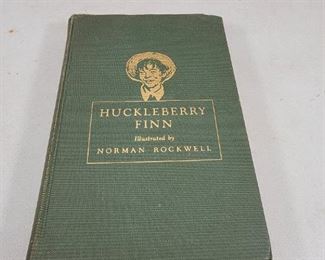 HUCKLEBERRY
FINN
Illustrated by
NORMAN ROCKWELL